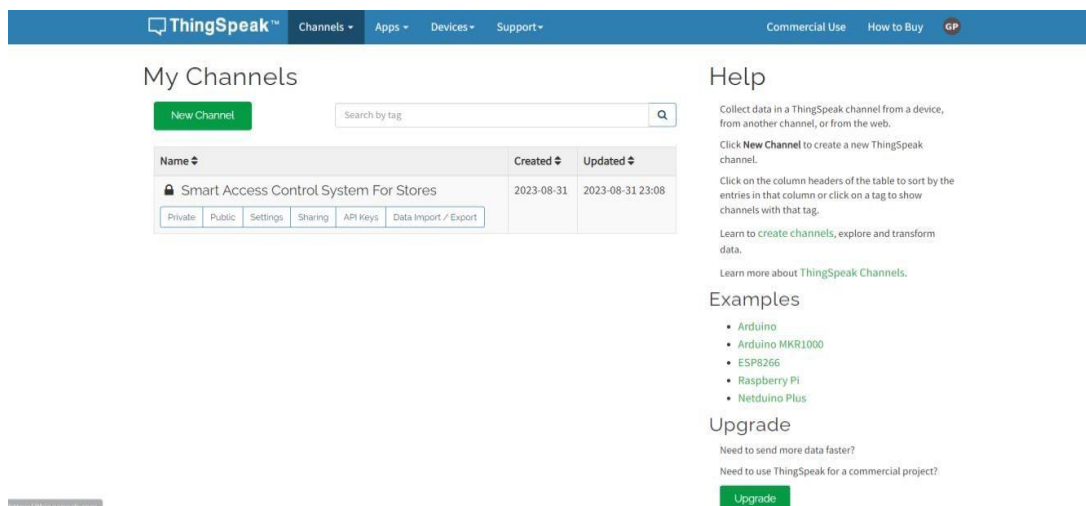 ThingSpeak™ Channels Apps Devices Support Commercial Use How to Buy GP
My Channels
New Channel Search by tag
Name Created Updated
Smart Access Control System For Stores 2023-08-31 2023-08-31 23:08
Private Public Settings Sharing API Keys Data Import / Export
Help
Collect data in a ThingSpeak channel from a device,
from another channel, or from the web.
Click New Channel to create a new ThingSpeak
channel.
Click on the column headers of the table to sort by the
entries in that column or click on a tag to show
channels with that tag.
Learn to create channels, explore and transform
data.
Learn more about ThingSpeak Channels.
Examples
Arduino
Arduino MKR1000
ESP8266
Raspberry Pi
Netduino Plus
Upgrade
Need to send more data faster?
Need to use ThingSpeak for a commercial project?
Upgrade